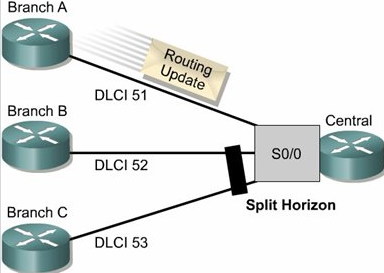 Branch A
Routing
Update
DLCI 51
Branch B
Central
S0/0
DLCI 52
Split Horizon
Branch C
DLCI 53